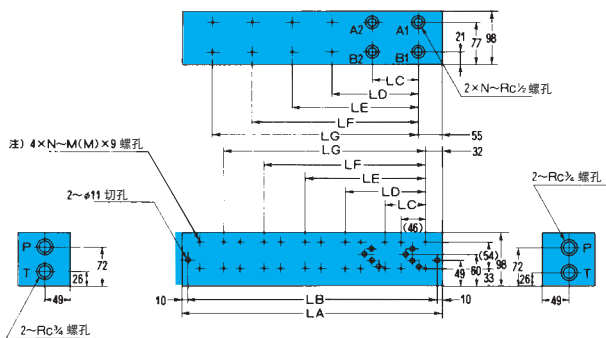 A2 A1
B2 B1
21
77
98
LC
LD
LE
LF
LG
55
2×N~Rc½ 螺孔
32
LG
LF
LE
LD
LC
(46)
注) 4×N~M(M)×9 螺孔
2~ø11 切孔
2~Rc¾ 螺孔
P
T
26
72
49
2~Rc¾ 螺孔
10
LB
10
LA
49
60
33
(54)
98
P
T
72
26
49